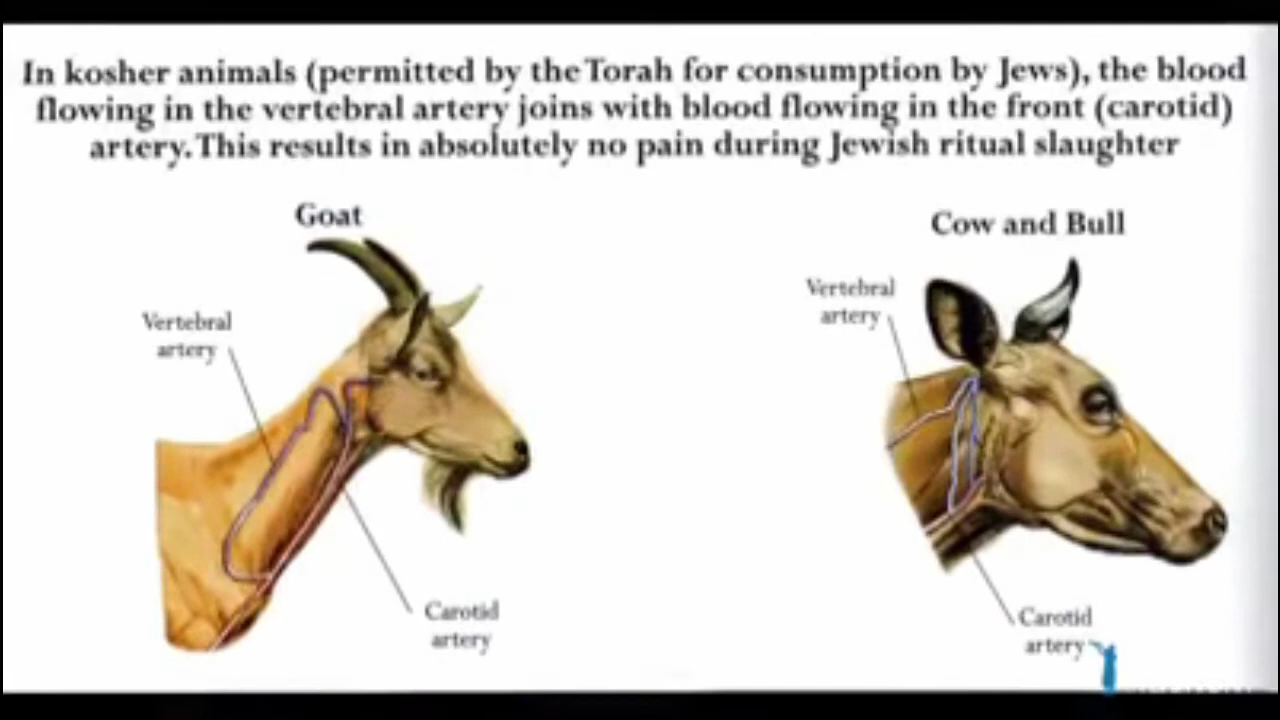 In kosher animals (permitted by the Torah for consumption by Jews), the blood
flowing in the vertebral artery joins with blood flowing in the front (carotid)
artery. This results in absolutely no pain during Jewish ritual slaughter
Goat
Cow and Bull
Vertebral
artery
Vertebral
artery
Carotid
artery
Carotid
artery